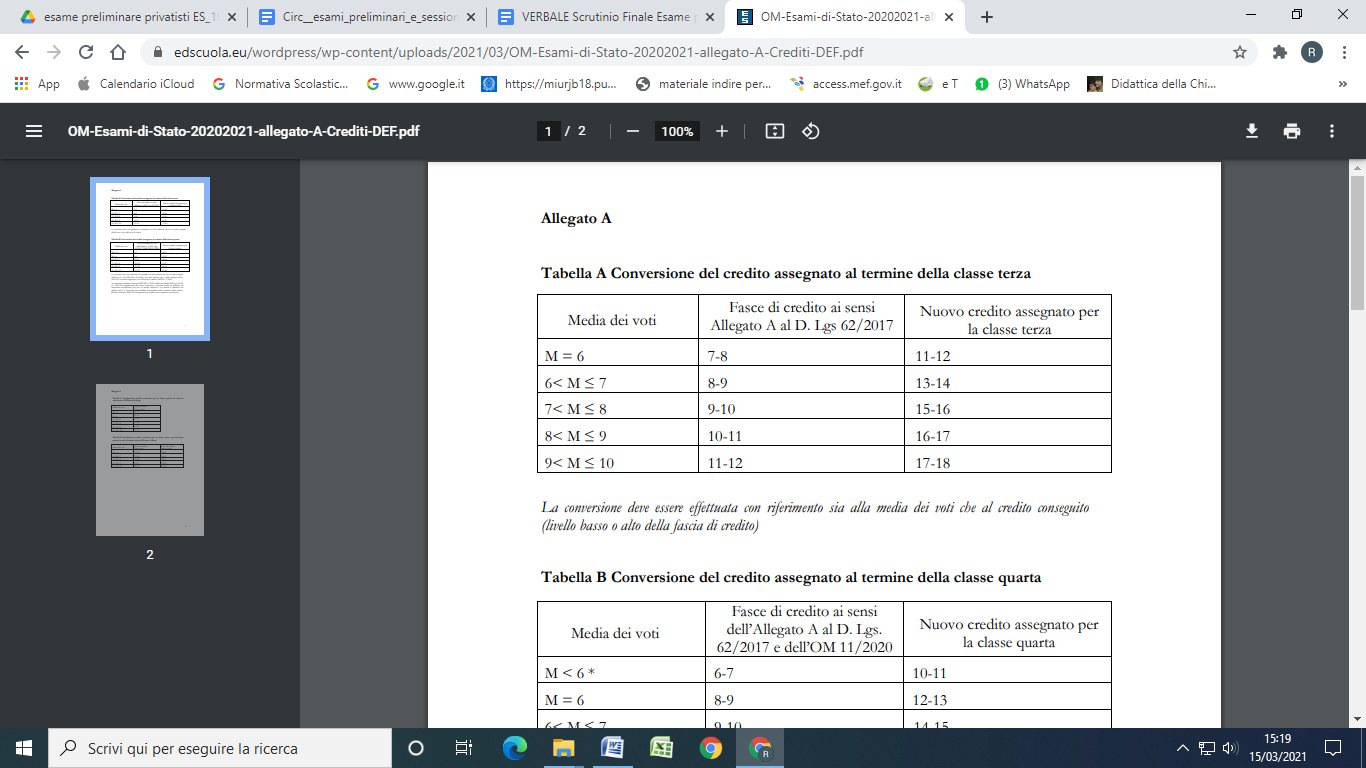 esame preliminare privatisti ES_1
Circ__esami_preliminari_e_session
VERBALE Scrutinio Finale Esame p
OM-Esami-di-Stato-20202021-all
edscuola.eu/wordpress/wp-content/uploads/2021/03/OM-Esami-di-Stato-20202021-allegato-A-Crediti-DEF.pdf
R
App
Calendario iCloud
Normativa Scolastic...
www.google.it
https://miurjb18.pu...
materiale indire per...
access.mef.gov.it
e T
(3) WhatsApp
Didattica della Chi...
»
OM-Esami-di-Stato-20202021-allegato-A-Crediti-DEF.pdf
1 / 2
100%
1
2
Allegato A
Tabella A Conversione del credito assegnato al termine della classe terza
Media dei voti
Fasce di credito ai sensi
Allegato A al D. Lgs 62/2017
Nuovo credito assegnato per
la classe terza
M = 6 7-8 11-12
6< M ≤ 7 8-9 13-14
7< M ≤ 8 9-10 15-16
8< M ≤ 9 10-11 16-17
9< M ≤ 10 11-12 17-18
La conversione deve essere effettuata con riferimento sia alla media dei voti che al credito conseguito
(livello basso o alto della fascia di credito)
Tabella B Conversione del credito assegnato al termine della classe quarta
Media dei voti
Fasce di credito ai sensi
dell'Allegato A al D. Lgs.
62/2017 e dell'OM 11/2020
Nuovo credito assegnato per
la classe quarta
M < 6 * 6-7 10-11
M = 6 8-9 12-13
6< M ≤ 7 9-10 14-15
Scrivi qui per eseguire la ricerca
R
15:19
15/03/2021